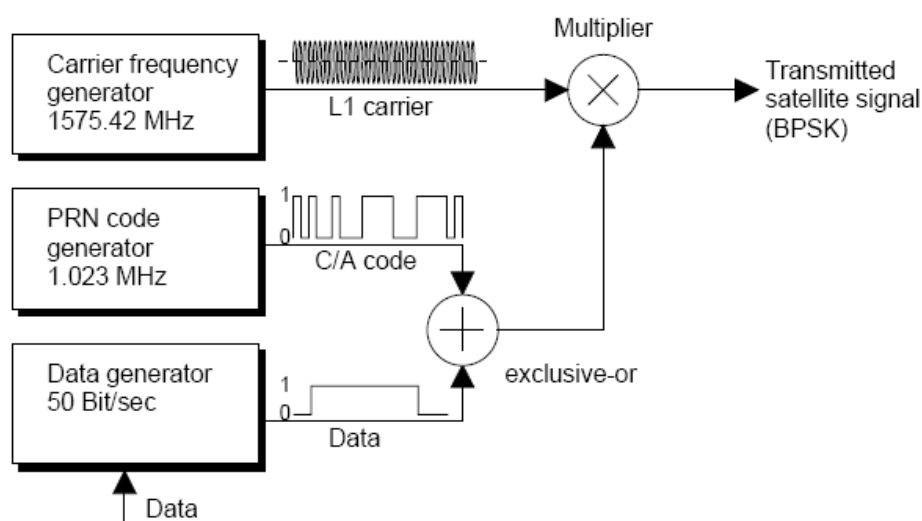 Multiplier
Carrier frequency
generator
1575.42 MHz
L1 carrier
Transmitted
satellite signal
(BPSK)
PRN code
generator
1.023 MHz
1
0
C/A code
exclusive-or
Data generator
50 Bit/sec
1
0
Data
Data